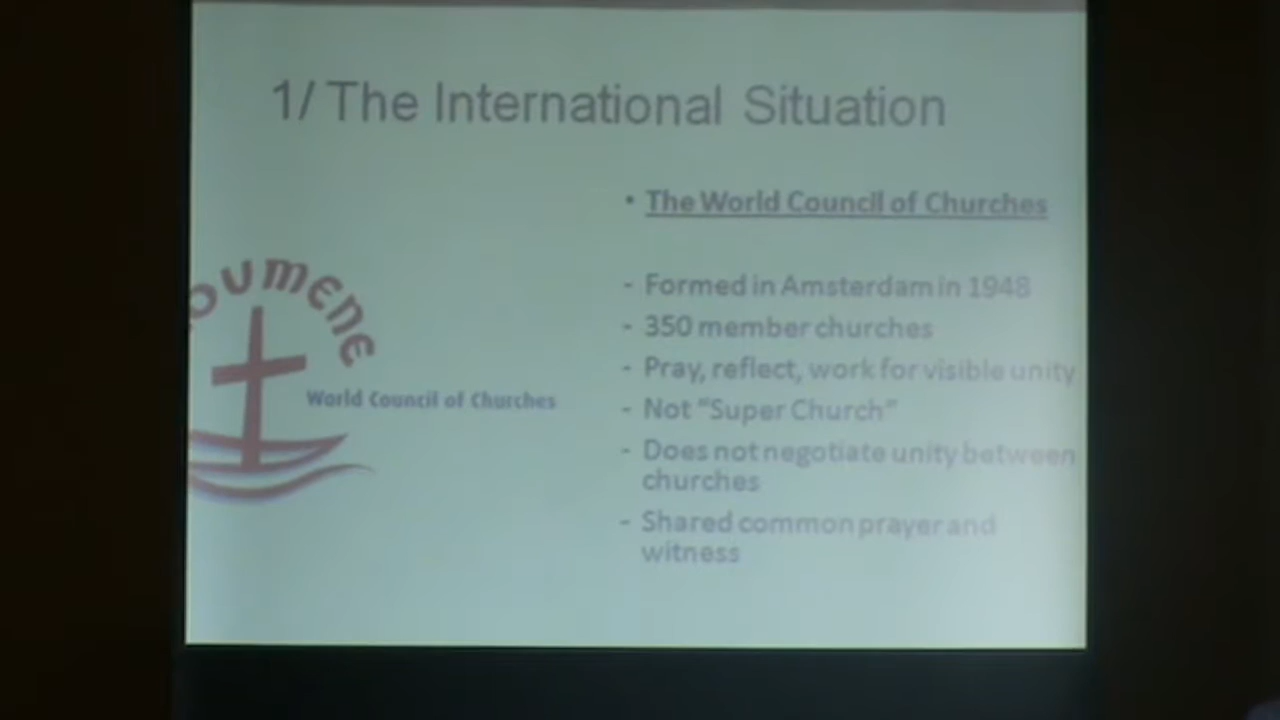 1/ The International Situation
• The World Council of Churches
- Formed in Amsterdam in 1948
- 350 member churches
- Pray, reflect, work for visible unity
- Not "Super Church"
- Does not negotiate unity between
churches
- Shared common prayer and
witness
oumene
World Council of Churches